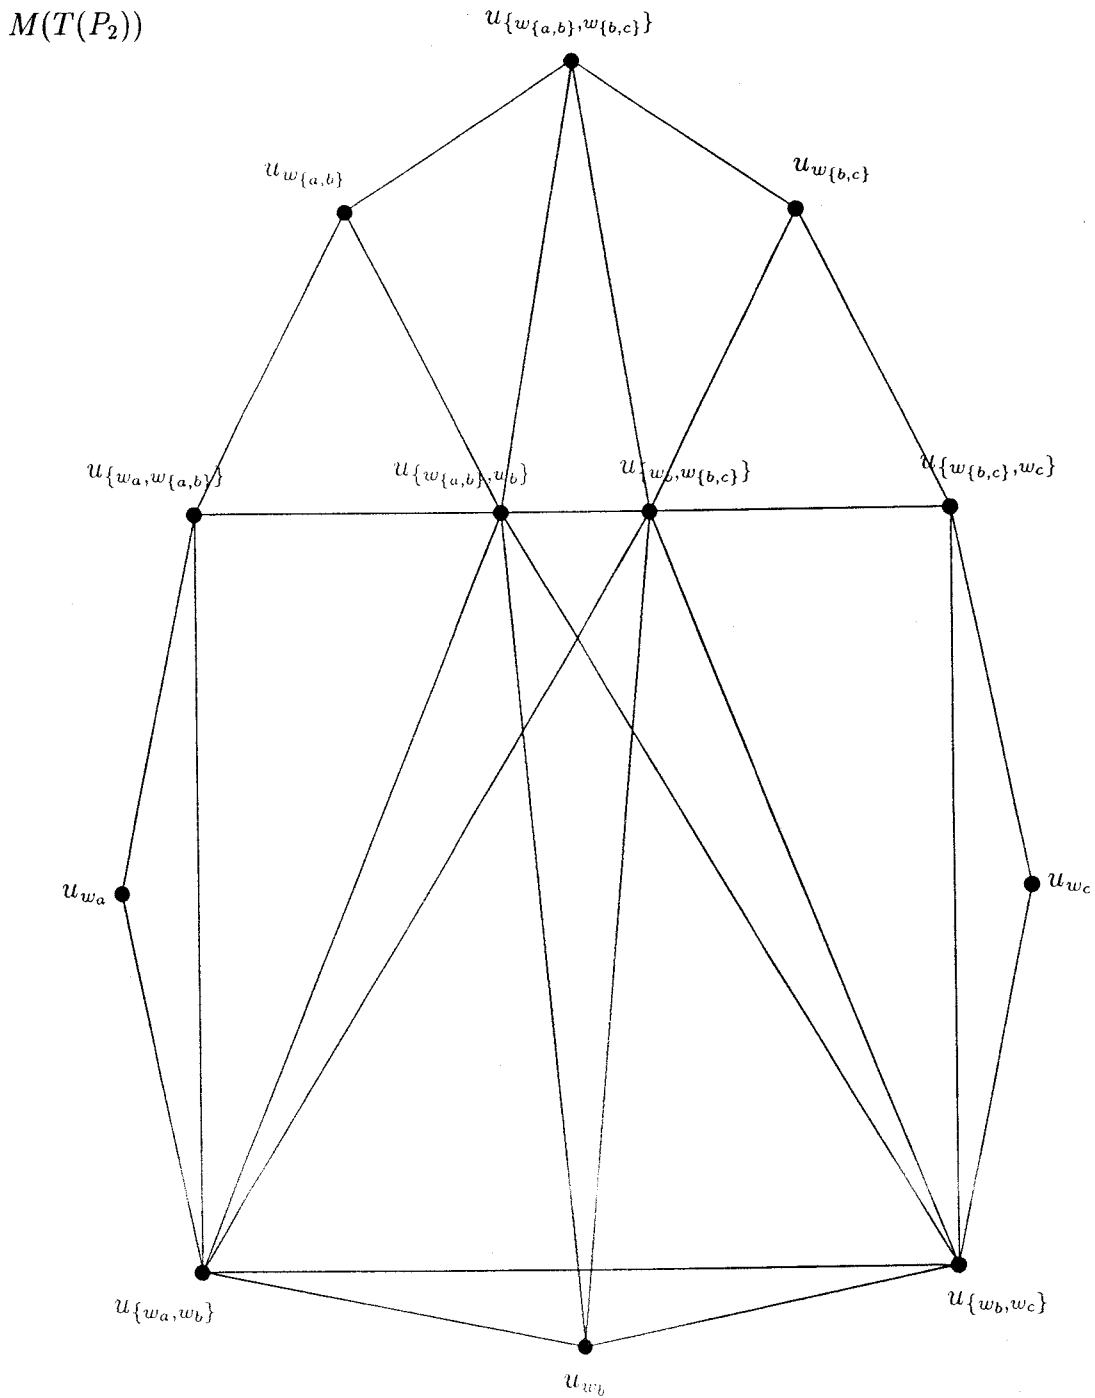 M(T(P₂))
u_{w_{a,b},w_{b,c}}
u_{w_{a,b}}
u_{w_{b,c}}
u_{w_a,w_{a,b}}
u_{w_{a,b},w_b}
u_{w_b,w_{b,c}}
u_{w_{b,c},w_c}
u_{w_a}
u_{w_c}
u_{w_a,w_b}
u_{w_b,w_c}
u_{w_b}